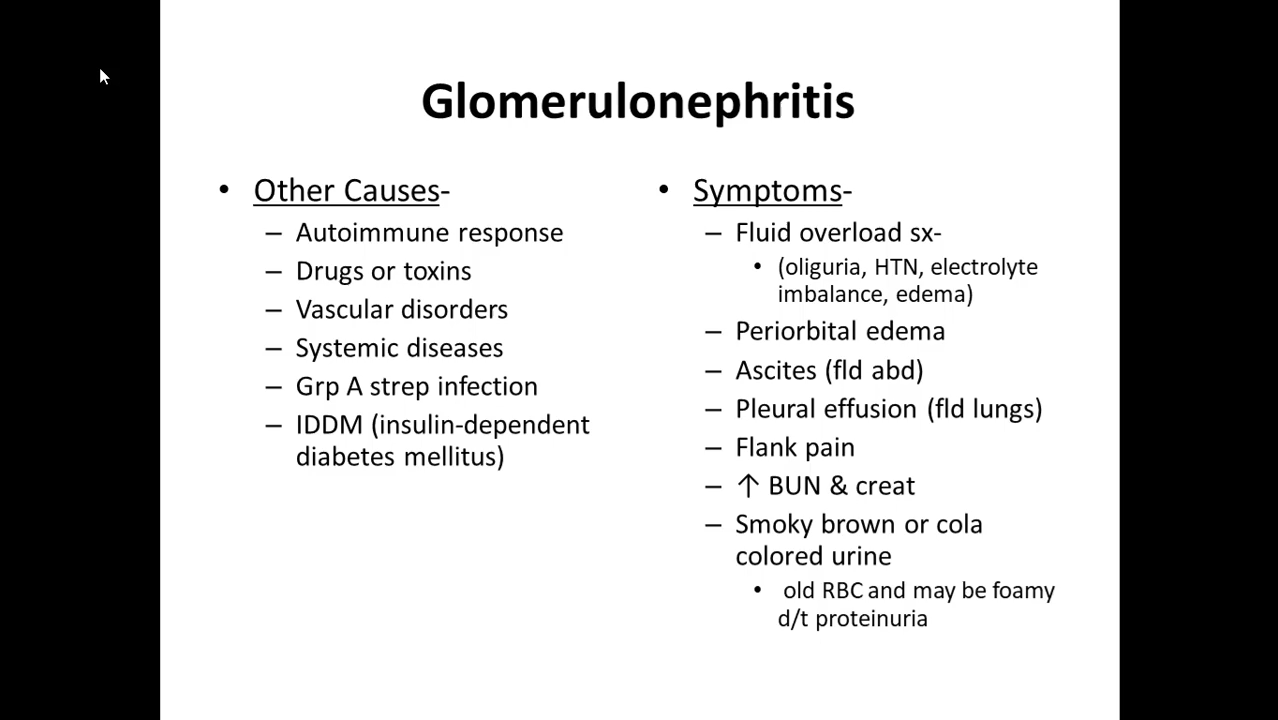 Glomerulonephritis
• Other Causes-
– Autoimmune response
– Drugs or toxins
– Vascular disorders
– Systemic diseases
– Grp A strep infection
– IDDM (insulin-dependent
diabetes mellitus)
• Symptoms-
– Fluid overload sx-
• (oliguria, HTN, electrolyte
imbalance, edema)
– Periorbital edema
– Ascites (fld abd)
– Pleural effusion (fld lungs)
– Flank pain
– ↑ BUN & creat
– Smoky brown or cola
colored urine
• old RBC and may be foamy
d/t proteinuria